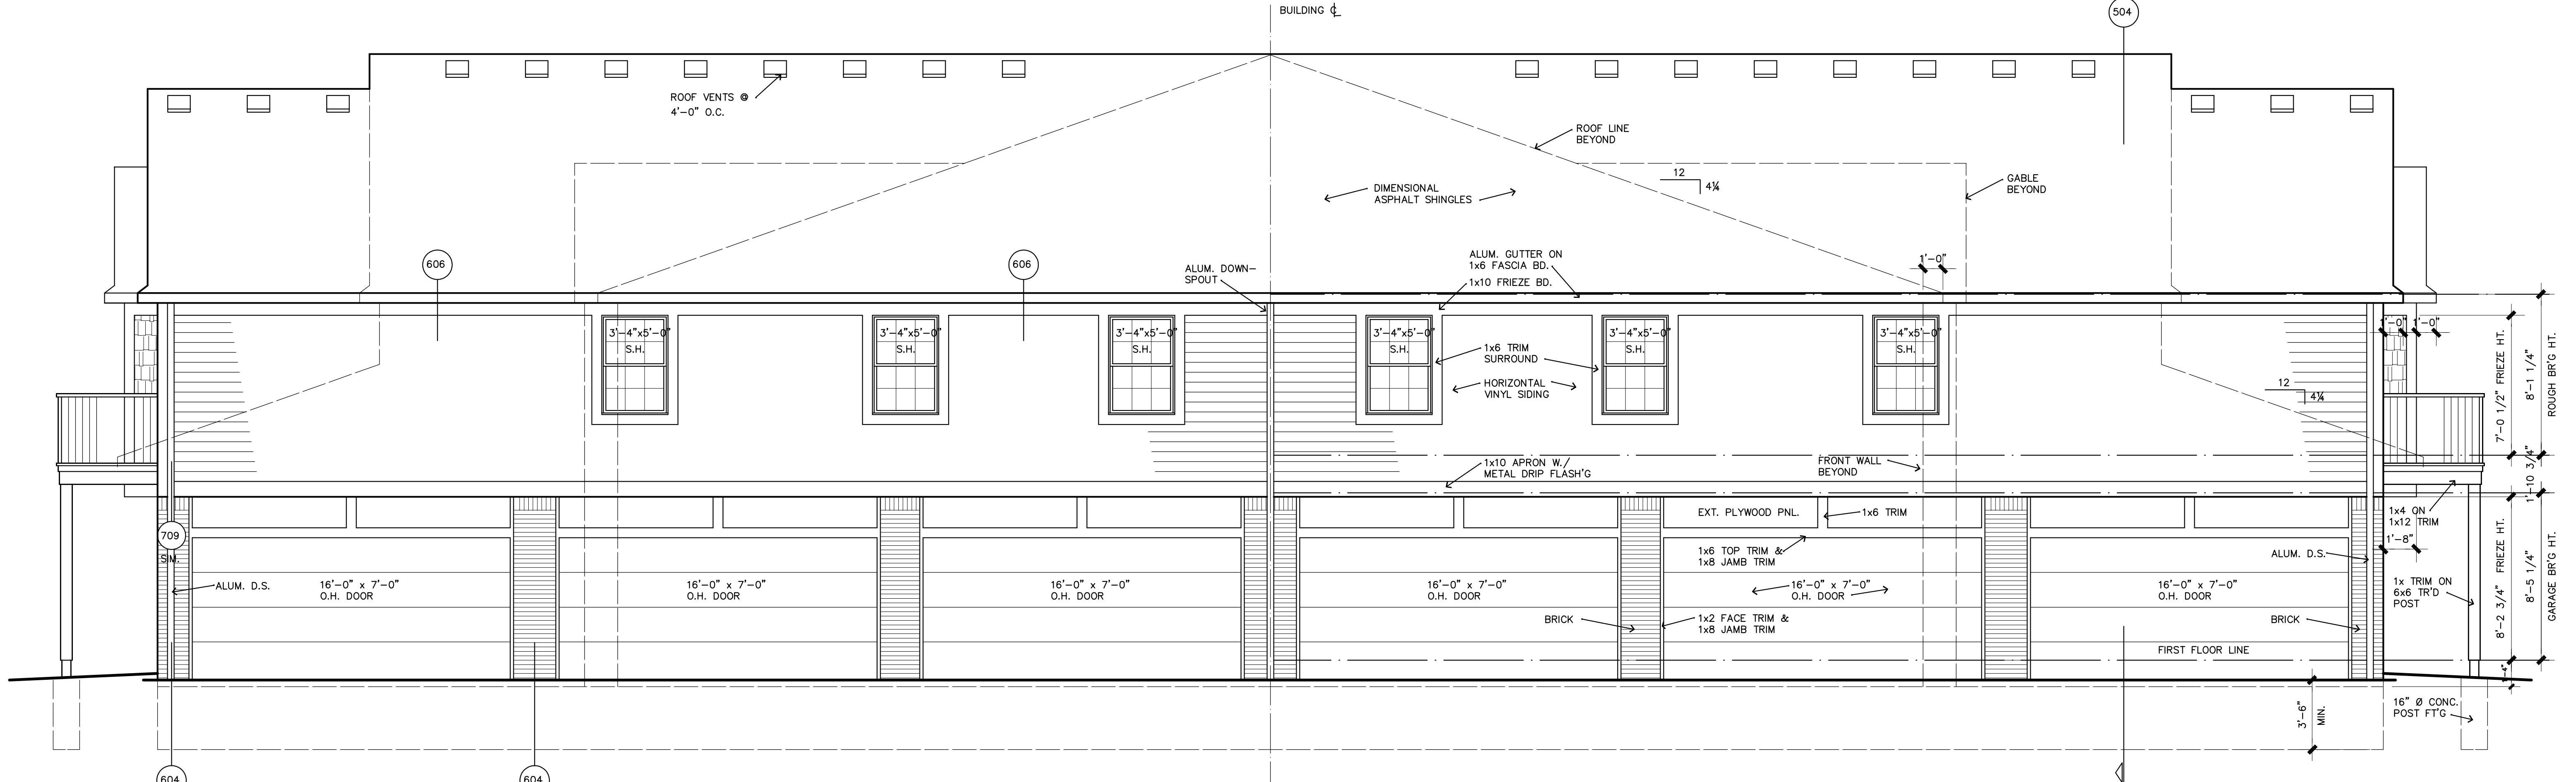 BUILDING ℄
504
ROOF VENTS @
4'-0" O.C.
ROOF LINE
BEYOND
12
4¼
GABLE
BEYOND
DIMENSIONAL
ASPHALT SHINGLES
606
606
ALUM. DOWN-
SPOUT
ALUM. GUTTER ON
1x6 FASCIA BD.
1x10 FRIEZE BD.
1'-0"
3'-4"x5'-0"
S.H.
3'-4"x5'-0"
S.H.
3'-4"x5'-0"
S.H.
3'-4"x5'-0"
S.H.
3'-4"x5'-0"
S.H.
3'-4"x5'-0"
S.H.
1'-0"
1'-0"
1x6 TRIM
SURROUND
HORIZONTAL
VINYL SIDING
12
4¼
7'-0 1/2" FRIEZE HT.
8'-1 1/4"
ROUGH BR'G HT.
1x10 APRON W./
METAL DRIP FLASH'G
FRONT WALL
BEYOND
1'-10 3/4"
EXT. PLYWOOD PNL.
1x6 TRIM
1x4 ON
1x12 TRIM
709
SIM.
1x6 TOP TRIM &
1x8 JAMB TRIM
ALUM. D.S.
1'-8"
ALUM. D.S.
16'-0" x 7'-0"
O.H. DOOR
16'-0" x 7'-0"
O.H. DOOR
16'-0" x 7'-0"
O.H. DOOR
16'-0" x 7'-0"
O.H. DOOR
16'-0" x 7'-0"
O.H. DOOR
16'-0" x 7'-0"
O.H. DOOR
1x TRIM ON
6x6 TR'D
POST
8'-2 3/4" FRIEZE HT.
8'-5 1/4"
GARAGE BR'G HT.
BRICK
1x2 FACE TRIM &
1x8 JAMB TRIM
BRICK
FIRST FLOOR LINE
1'-4"
3'-6"
MIN.
16" Ø CONC.
POST FT'G
604
604